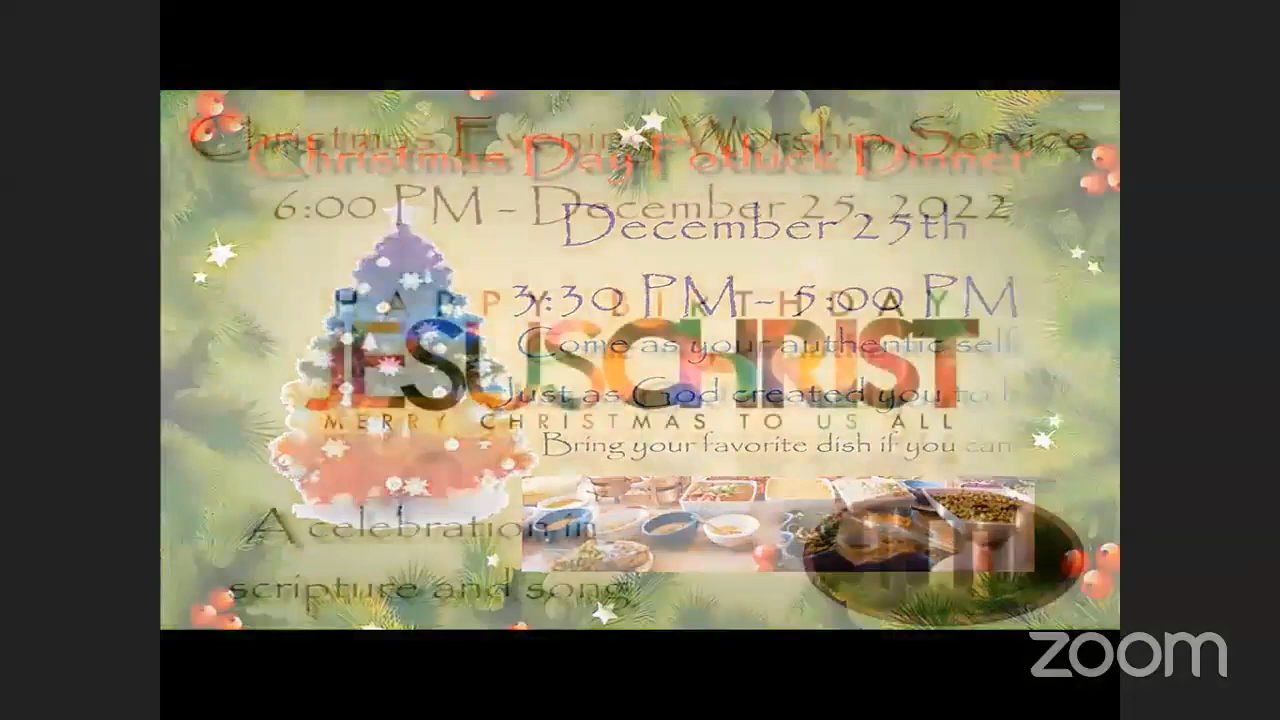 Christmas Evening Worship Service
Christmas Day Potluck Dinner
6:00 PM - December 25, 2022
December 25th
3:30 PM - 5:00 PM
HAPPY BIRTHDAY
JESUS CHRIST
Come as your authentic self
Just as God created you to
MERRY CHRISTMAS TO US ALL
Bring your favorite dish if you can
A celebration in
scripture and song
zoom